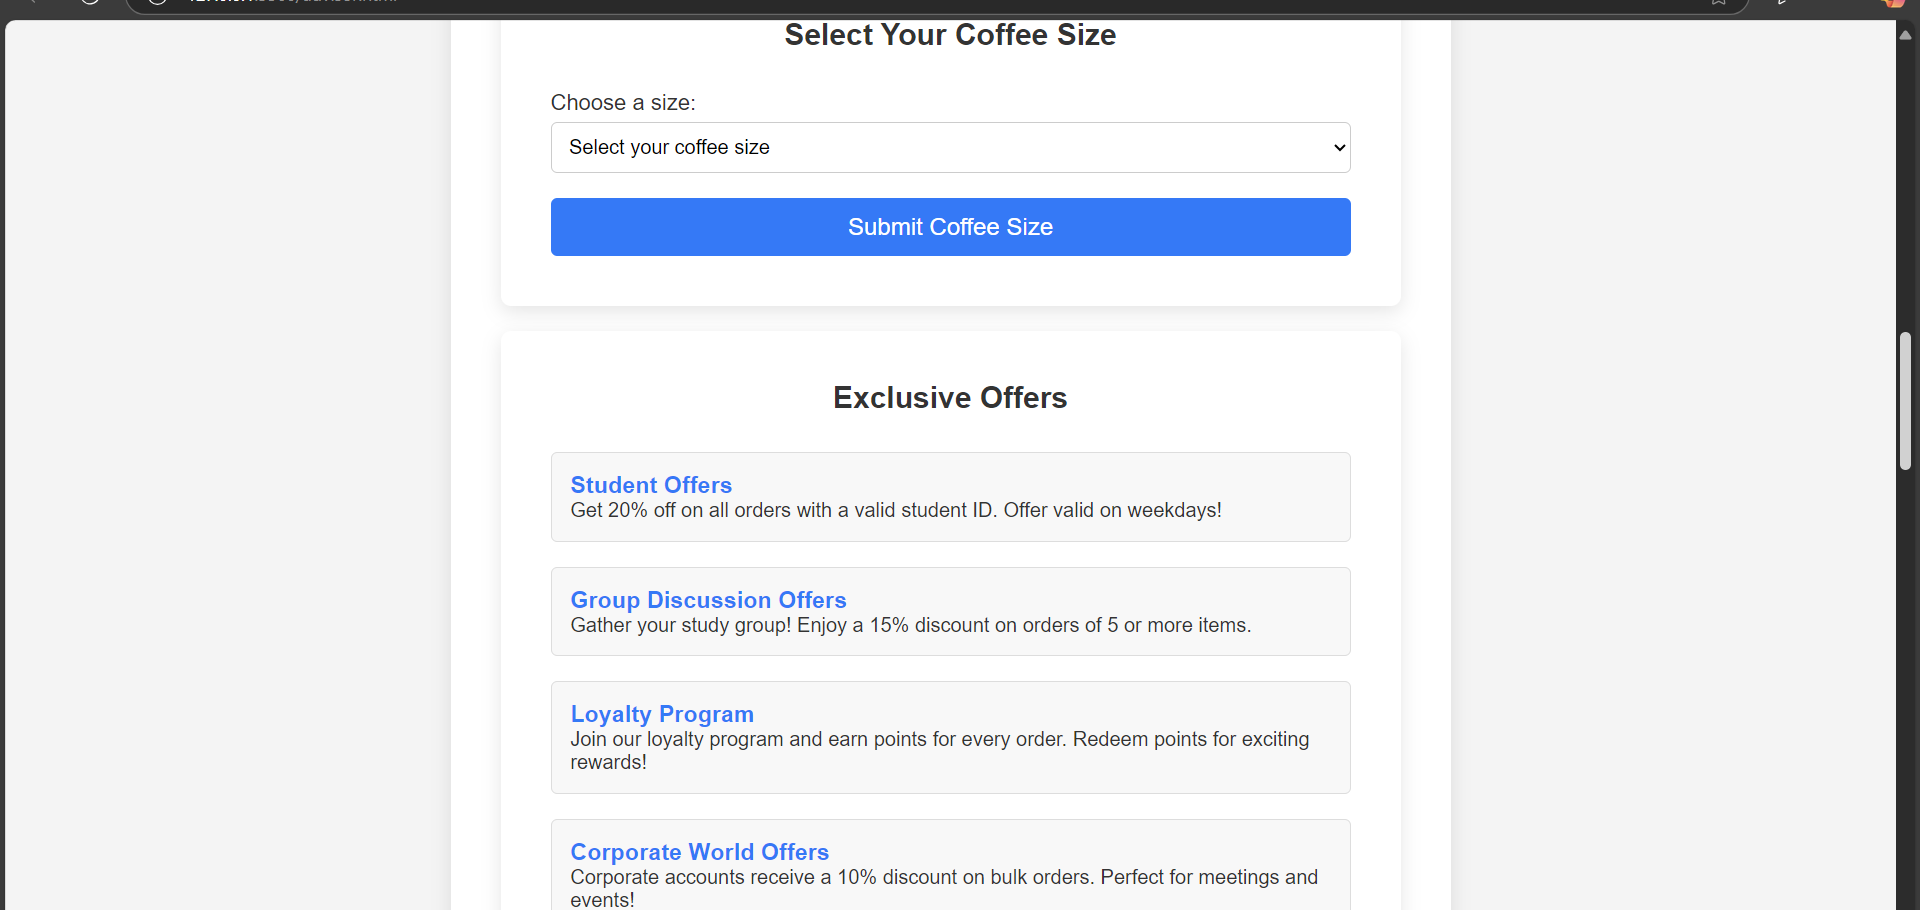 Select Your Coffee Size
Choose a size:
Select your coffee size
Submit Coffee Size
Exclusive Offers
Student Offers
Get 20% off on all orders with a valid student ID. Offer valid on weekdays!
Group Discussion Offers
Gather your study group! Enjoy a 15% discount on orders of 5 or more items.
Loyalty Program
Join our loyalty program and earn points for every order. Redeem points for exciting
rewards!
Corporate World Offers
Corporate accounts receive a 10% discount on bulk orders. Perfect for meetings and
events!